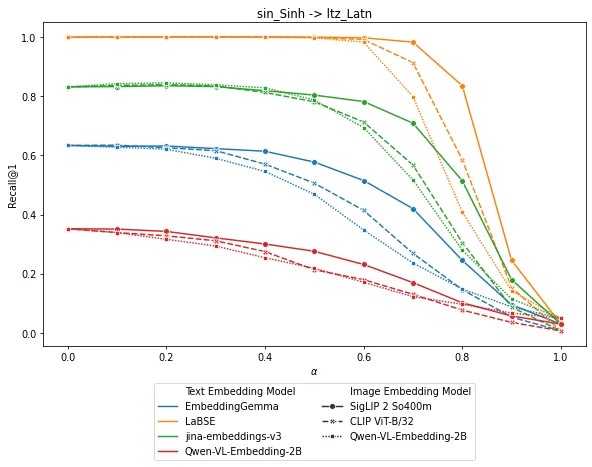 sin_Sinh -> ltz_Latn
Recall@1
1.0
0.8
0.6
0.4
0.2
0.0
0.0 0.2 0.4 0.6 0.8 1.0
α
Text Embedding Model Image Embedding Model
EmbeddingGemma SigLIP 2 So400m
LaBSE CLIP ViT-B/32
jina-embeddings-v3 Qwen-VL-Embedding-2B
Qwen-VL-Embedding-2B